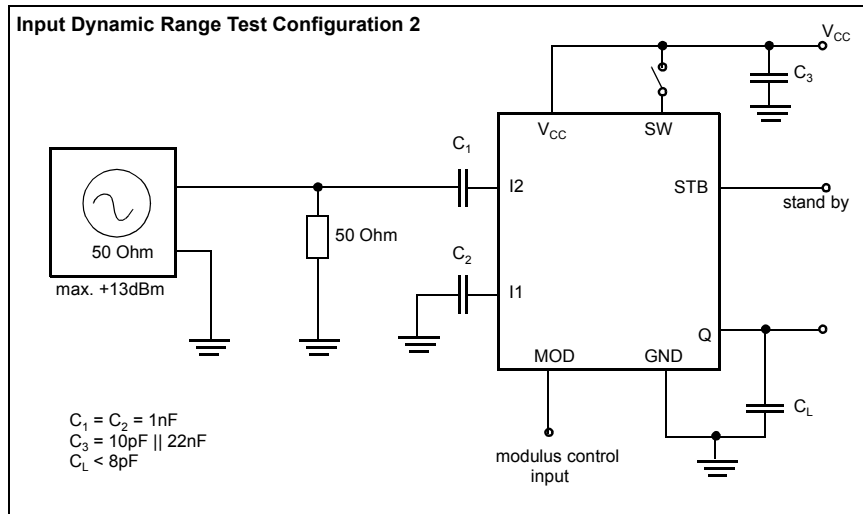 Input Dynamic Range Test Configuration 2
VCC
C3
VCC
SW
C1
I2
STB
stand by
50 Ohm
50 Ohm
max. +13dBm
C2
I1
Q
MOD
GND
CL
C1 = C2 = 1nF
C3 = 10pF || 22nF
CL < 8pF
modulus control
input